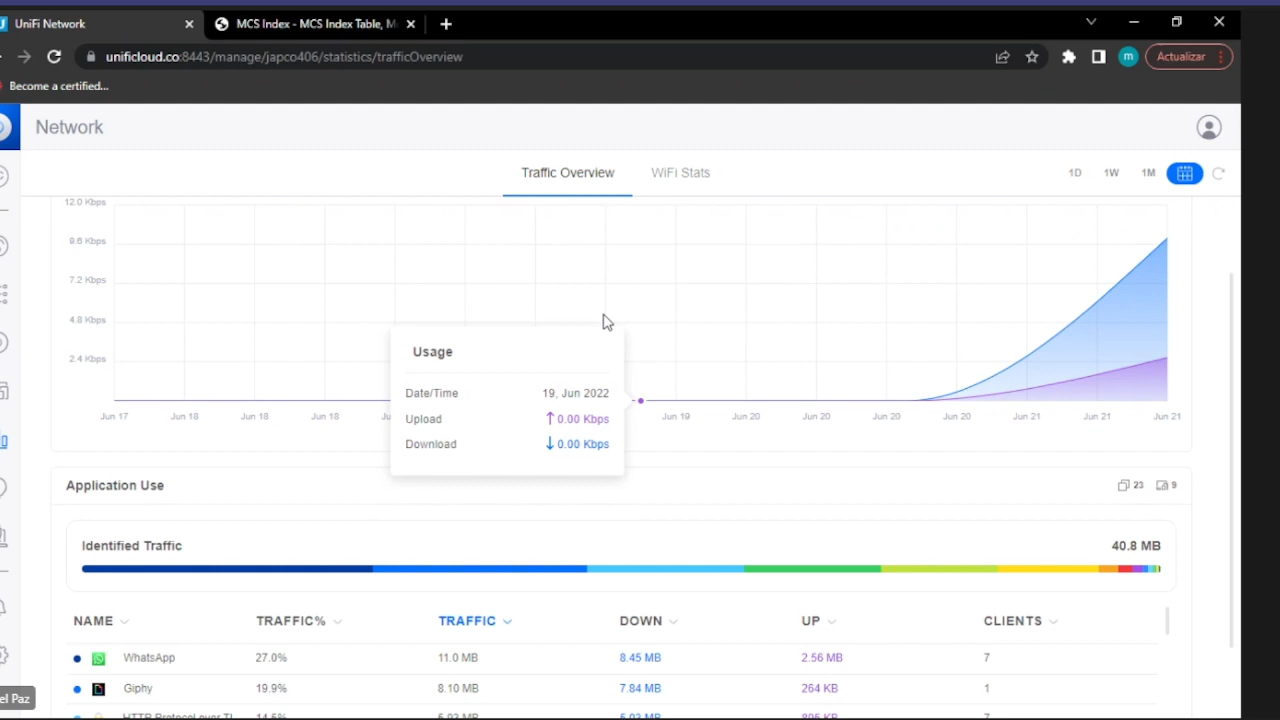 UniFi Network
MCS Index - MCS Index Table, M
unificloud.co:8443/manage/japco406/statistics/trafficOverview
m
Actualizar
Become a certified...
Network
Traffic Overview
WiFi Stats
1D
1W
1M
12.0 Kbps
9.6 Kbps
7.2 Kbps
4.8 Kbps
2.4 Kbps
Usage
Date/Time 19, Jun 2022
Upload 0.00 Kbps
Download 0.00 Kbps
Jun 17 Jun 18 Jun 18 Jun 18 Jun 19 Jun 20 Jun 20 Jun 20 Jun 20 Jun 21 Jun 21 Jun 21
Application Use
23
9
Identified Traffic 40.8 MB
NAME TRAFFIC% TRAFFIC DOWN UP CLIENTS
WhatsApp 27.0% 11.0 MB 8.45 MB 2.56 MB 7
Giphy 19.9% 8.10 MB 7.84 MB 264 KB 1
el Paz